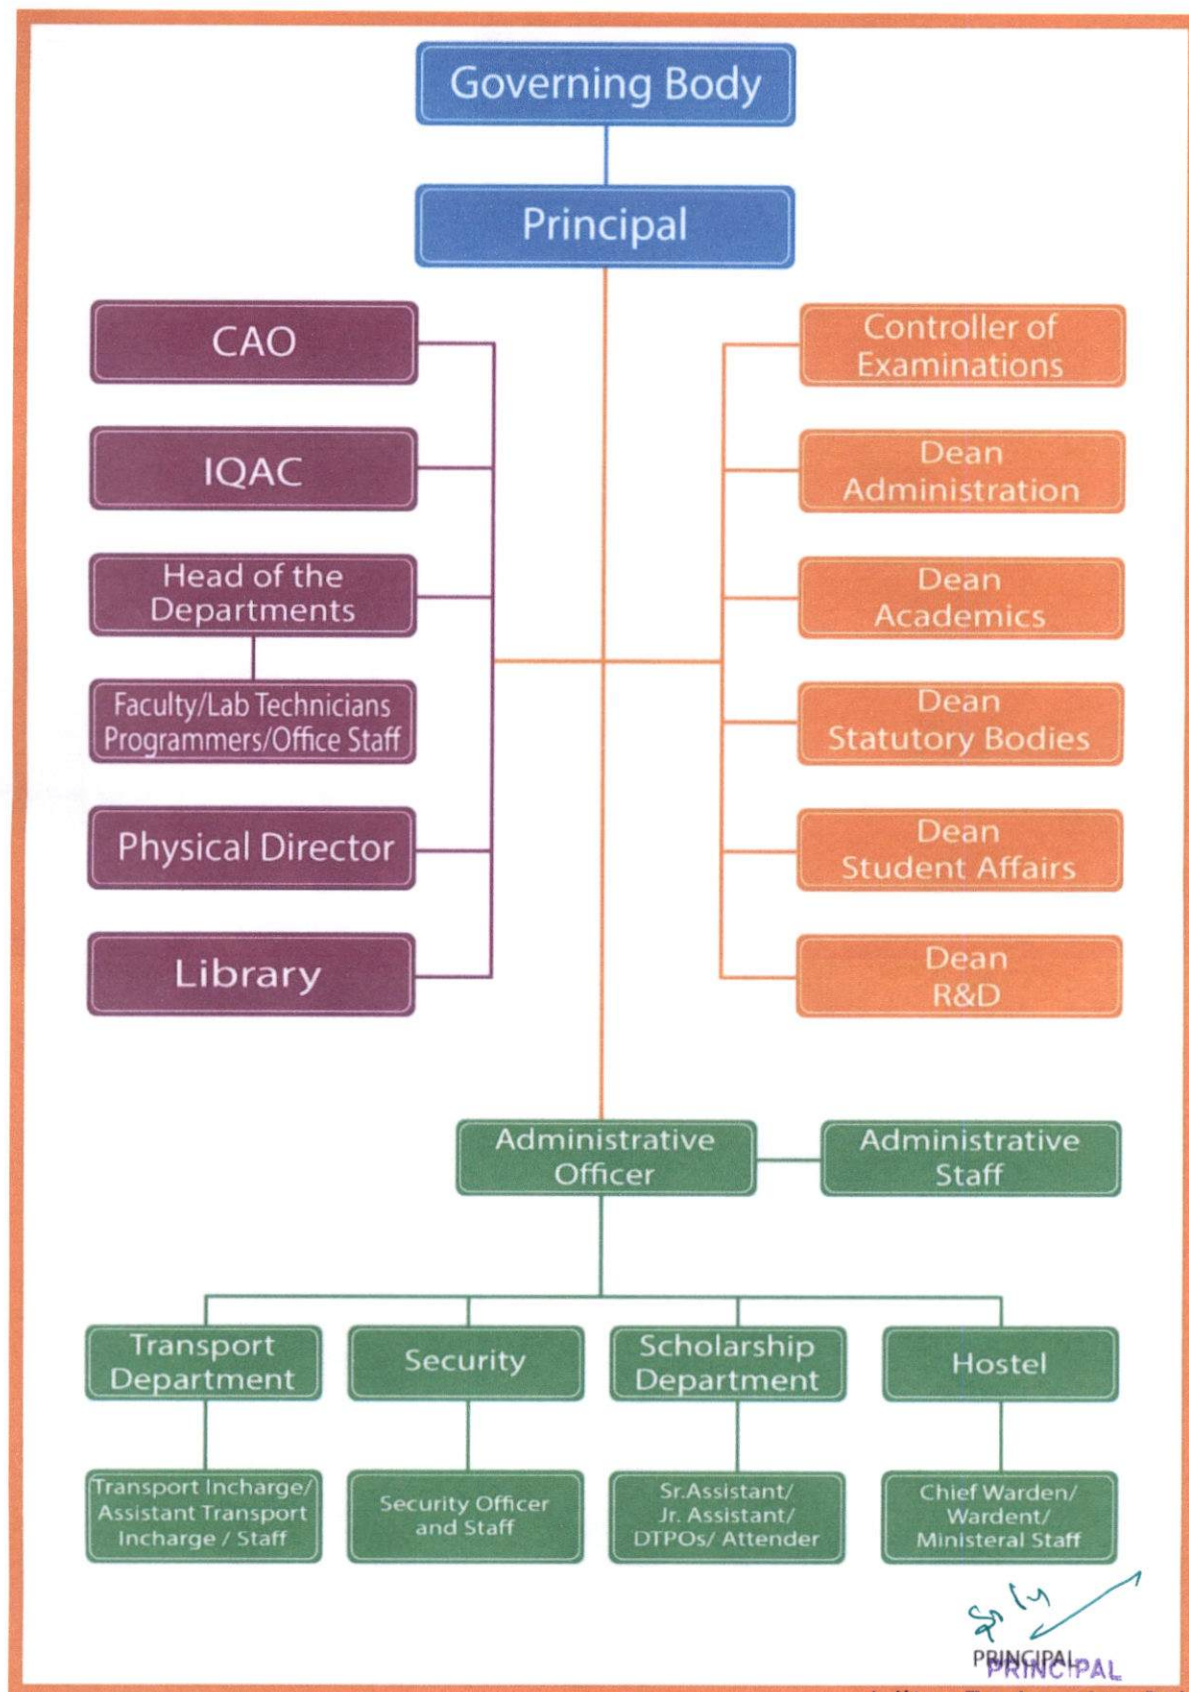 Governing Body
Principal
CAO
IQAC
Head of the
Departments
Faculty/Lab Technicians
Programmers/Office Staff
Physical Director
Library
Controller of
Examinations
Dean
Administration
Dean
Academics
Dean
Statutory Bodies
Dean
Student Affairs
Dean
R&D
Administrative
Officer
Administrative
Staff
Transport
Department
Security
Scholarship
Department
Hostel
Transport Incharge/
Assistant Transport
Incharge / Staff
Security Officer
and Staff
Sr.Assistant/
Jr. Assistant/
DTPOs/ Attender
Chief Warden/
Wardent/
Ministeral Staff
PRINCIPAL
PRINCIPAL